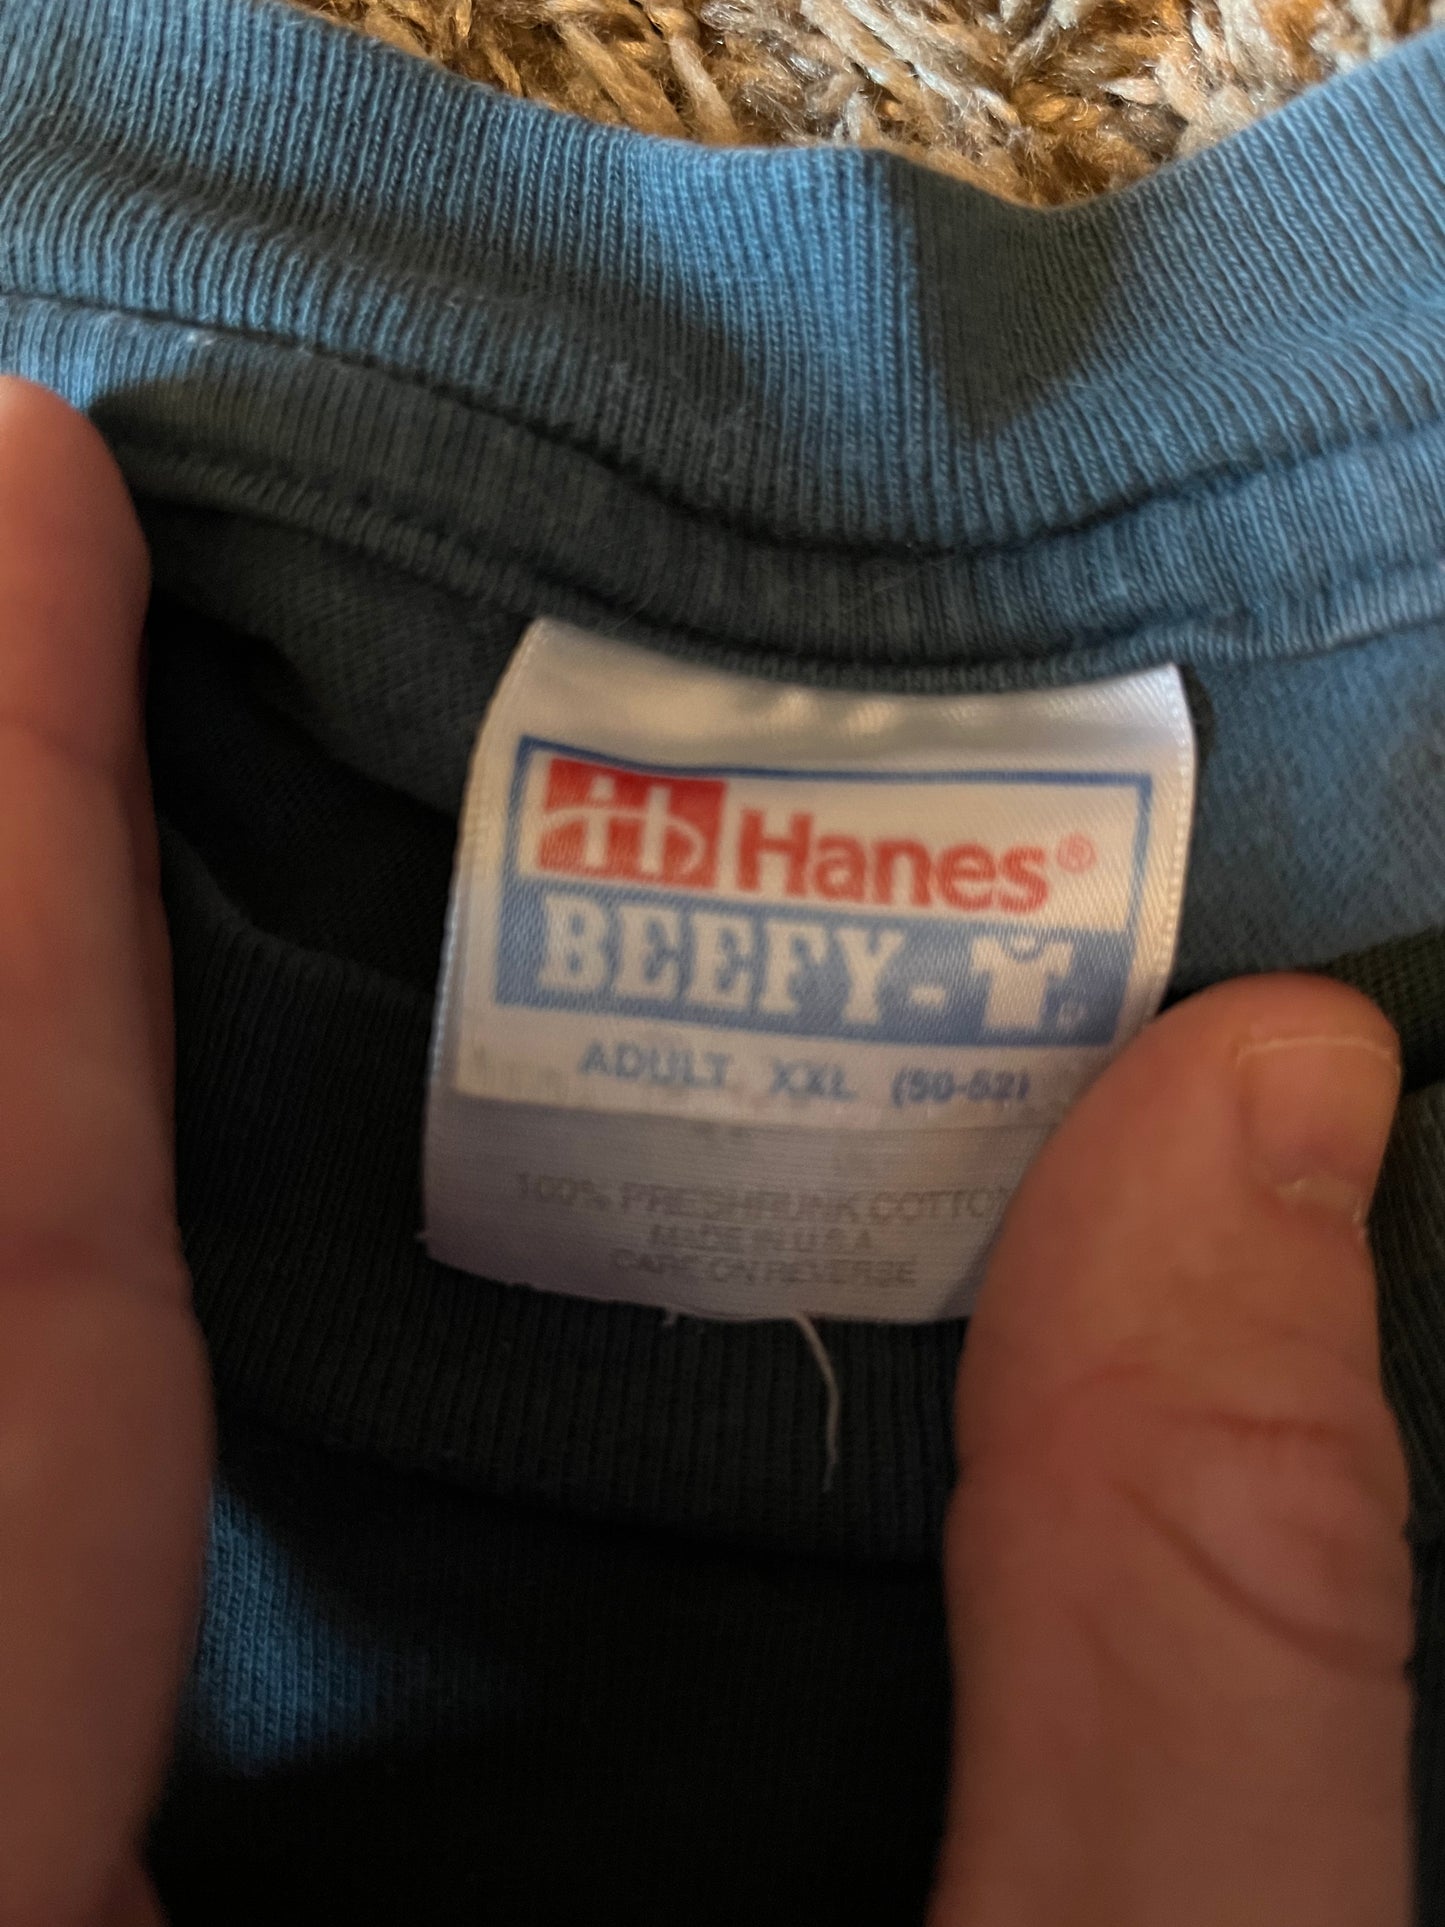 Hanes®
BEEFY-T®
ADULT XXL (50-52)
100% PRESHRUNK COTTON
MADE IN U.S.A.
CARE ON REVERSE